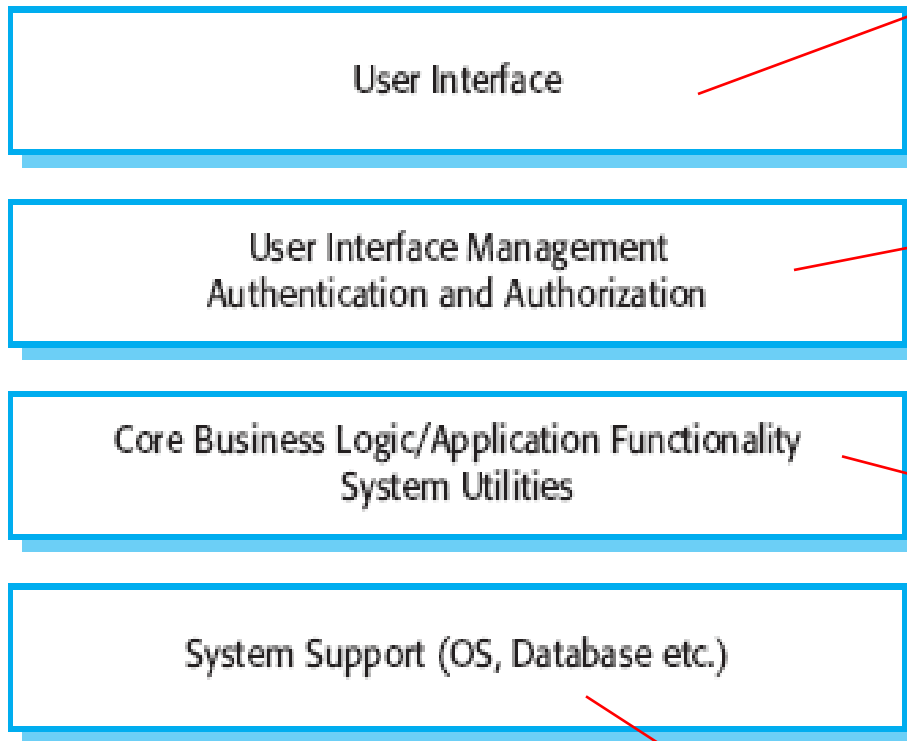 User Interface
User Interface Management
Authentication and Authorization
Core Business Logic/Application Functionality
System Utilities
System Support (OS, Database etc.)